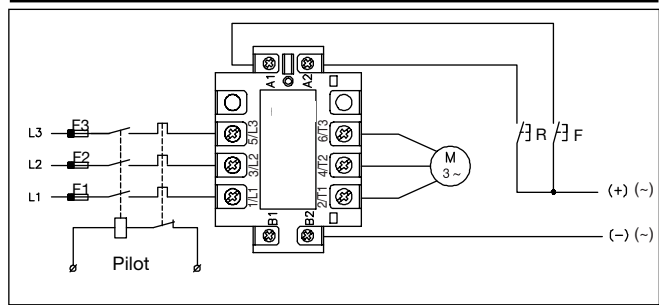 A1 A2
L3 F3 5/L3 6/T3 R F
L2 F2 3/L2 4/T2 M 3~
L1 F1 1/L1 2/T1 (+) (~)
B1 B2 (-) (~)
Pilot